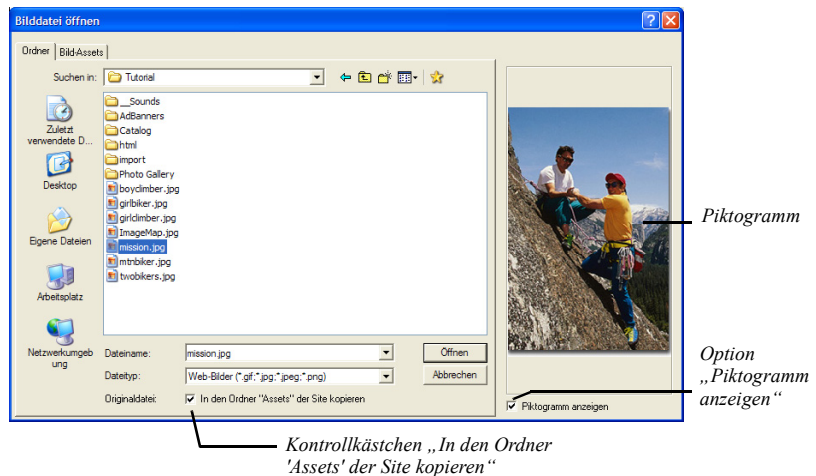 Bilddatei öffnen
Ordner
Bild-Assets
Suchen in:
Tutorial
Zuletzt
verwendete D...
Desktop
Eigene Dateien
Arbeitsplatz
Netzwerkumgeb
ung
__Sounds
AdBanners
Catalog
html
import
Photo Gallery
boyclimber.jpg
girlbiker.jpg
girlclimber.jpg
ImageMap.jpg
mission.jpg
mtnbiker.jpg
twobikers.jpg
Dateiname:
mission.jpg
Öffnen
Dateityp:
Web-Bilder (*.gif;*.jpg;*.jpeg;*.png)
Abbrechen
Originaldatei:
In den Ordner "Assets" der Site kopieren
Piktogramm anzeigen
Piktogramm
Option
„Piktogramm
anzeigen“
Kontrollkästchen „In den Ordner
'Assets' der Site kopieren“